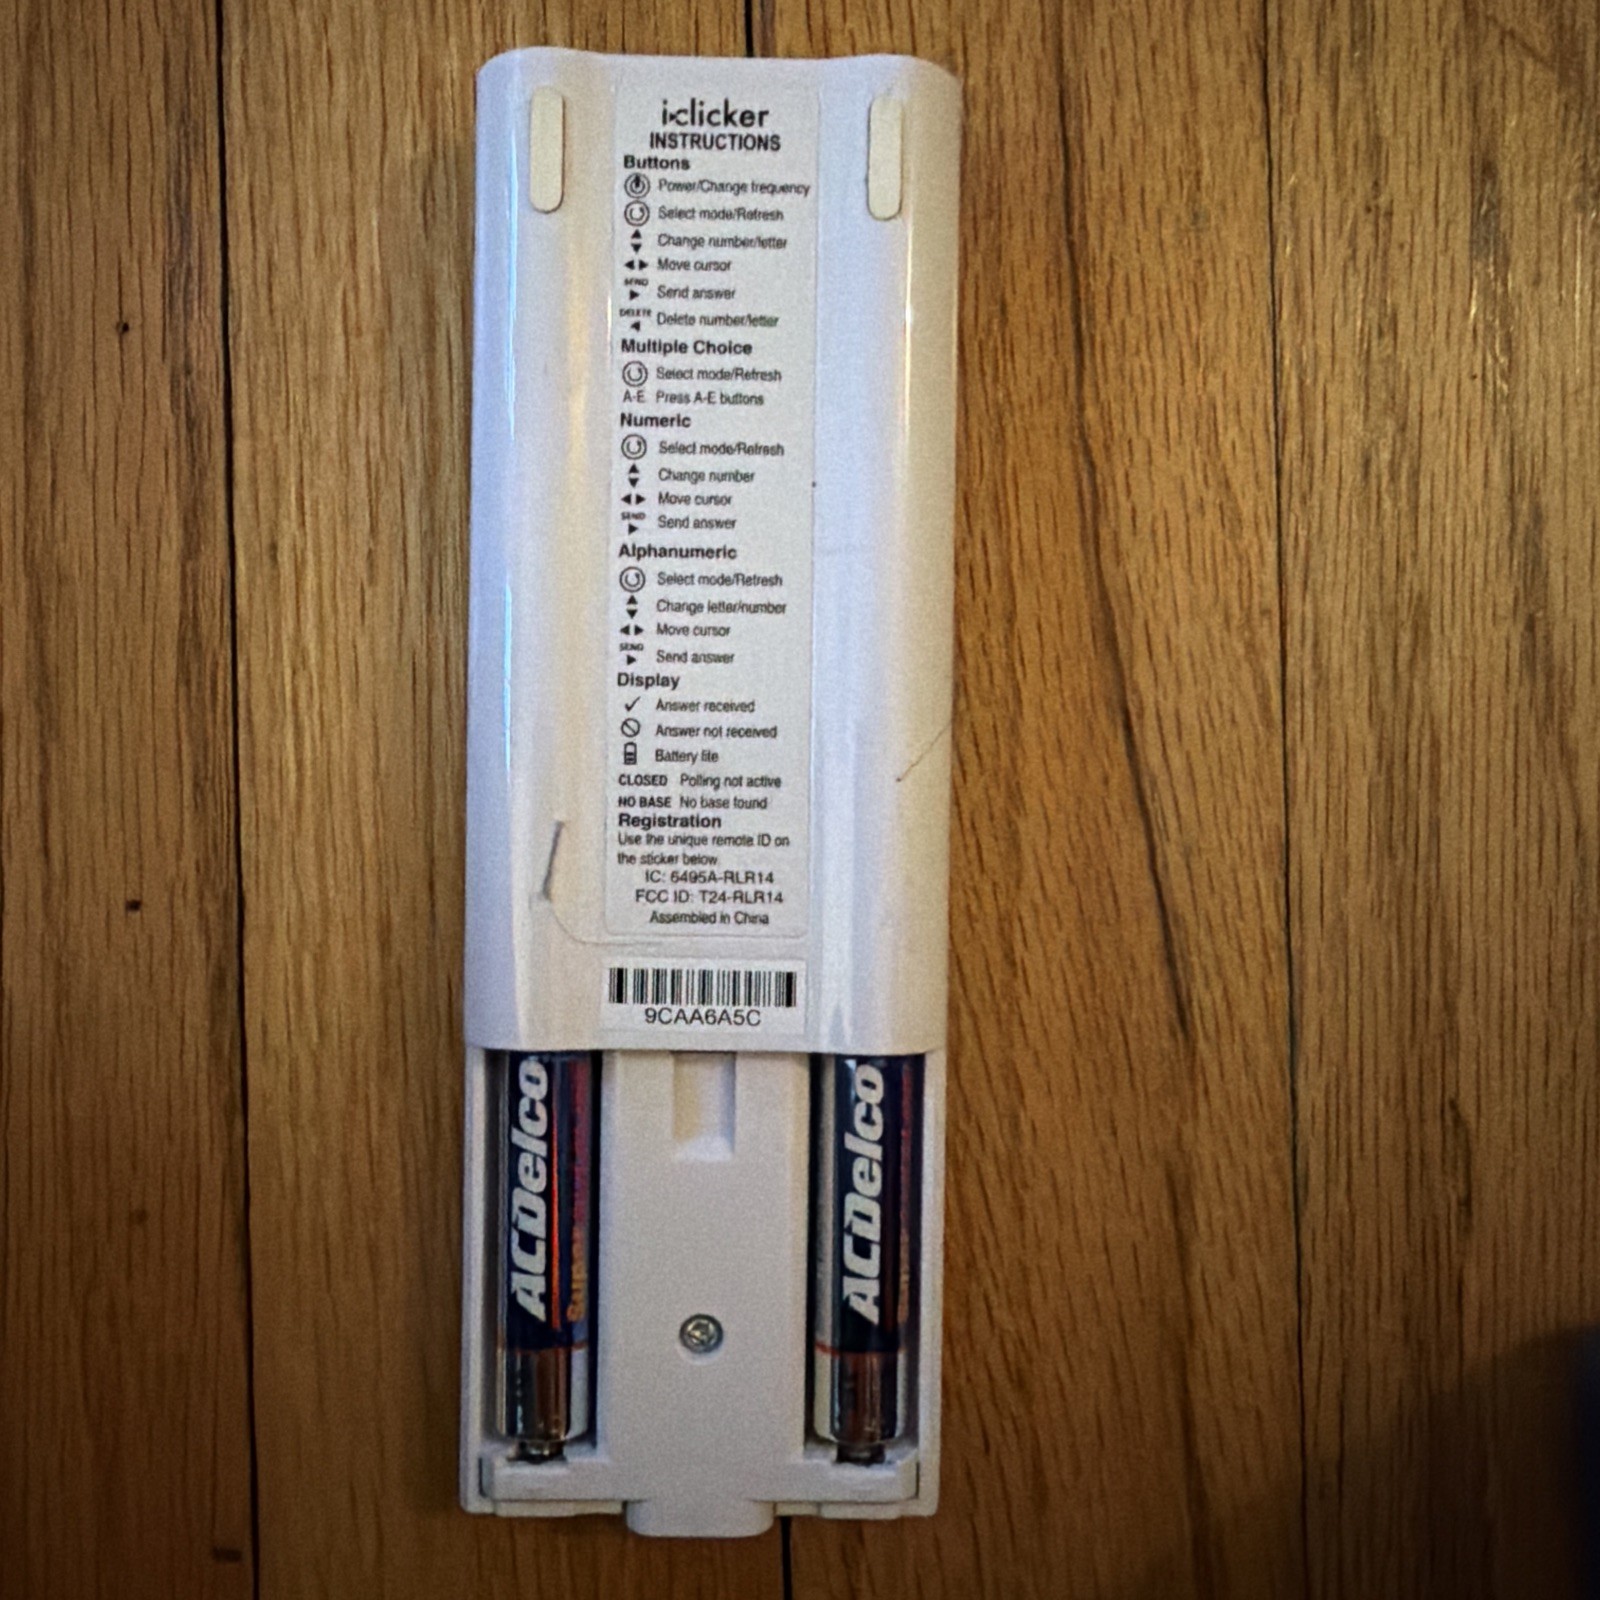 i>clicker
INSTRUCTIONS
Buttons
Power/Change frequency
Select mode/Refresh
Change number/letter
Move cursor
SEND Send answer
DELETE Delete number/letter
Multiple Choice
Select mode/Refresh
A-E Press A-E buttons
Numeric
Select mode/Refresh
Change number
Move cursor
SEND Send answer
Alphanumeric
Select mode/Refresh
Change letter/number
Move cursor
SEND Send answer
Display
Answer received
Answer not received
Battery life
CLOSED Polling not active
NO BASE No base found
Registration
Use the unique remote ID on
the sticker below
IC: 6495A-RLR14
FCC ID: T24-RLR14
Assembled in China
9CAA6A5C
ACDelco
ACDelco